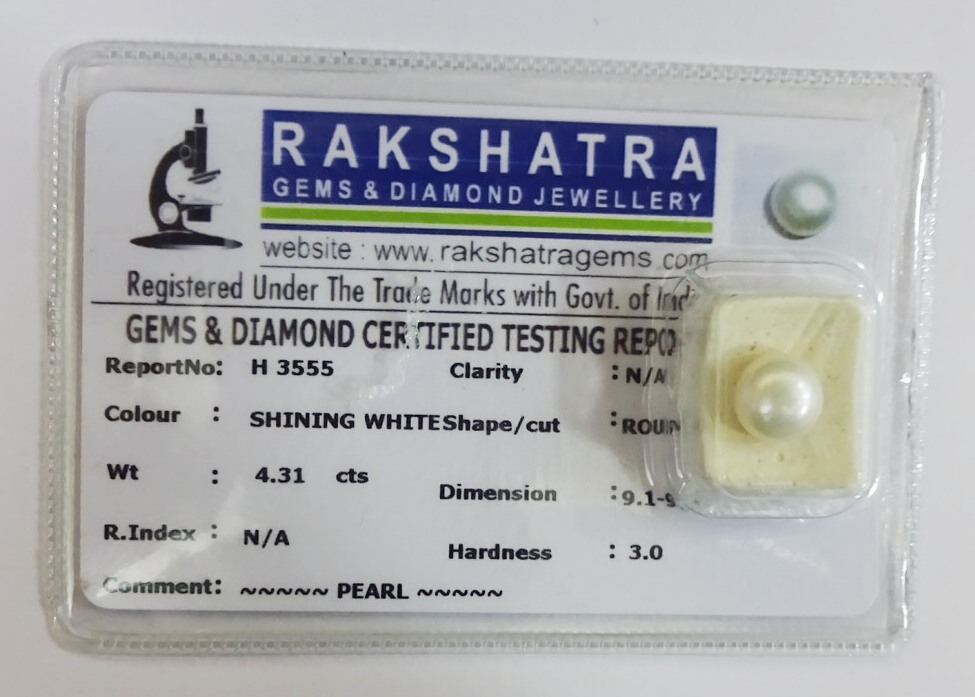 RAKSHATRA
GEMS & DIAMOND JEWELLERY
website : www. rakshatragems .com
Registered Under The Trade Marks with Govt. of
GEMS & DIAMOND CERTIFIED TESTING
ReportNo: H 3555 Clarity : N/A
Colour : SHINING WHITE Shape/cut :
Wt : 4.31 cts Dimension :
R.Index : N/A Hardness : 3.0
Comment: ~~~~~ PEARL ~~~~~